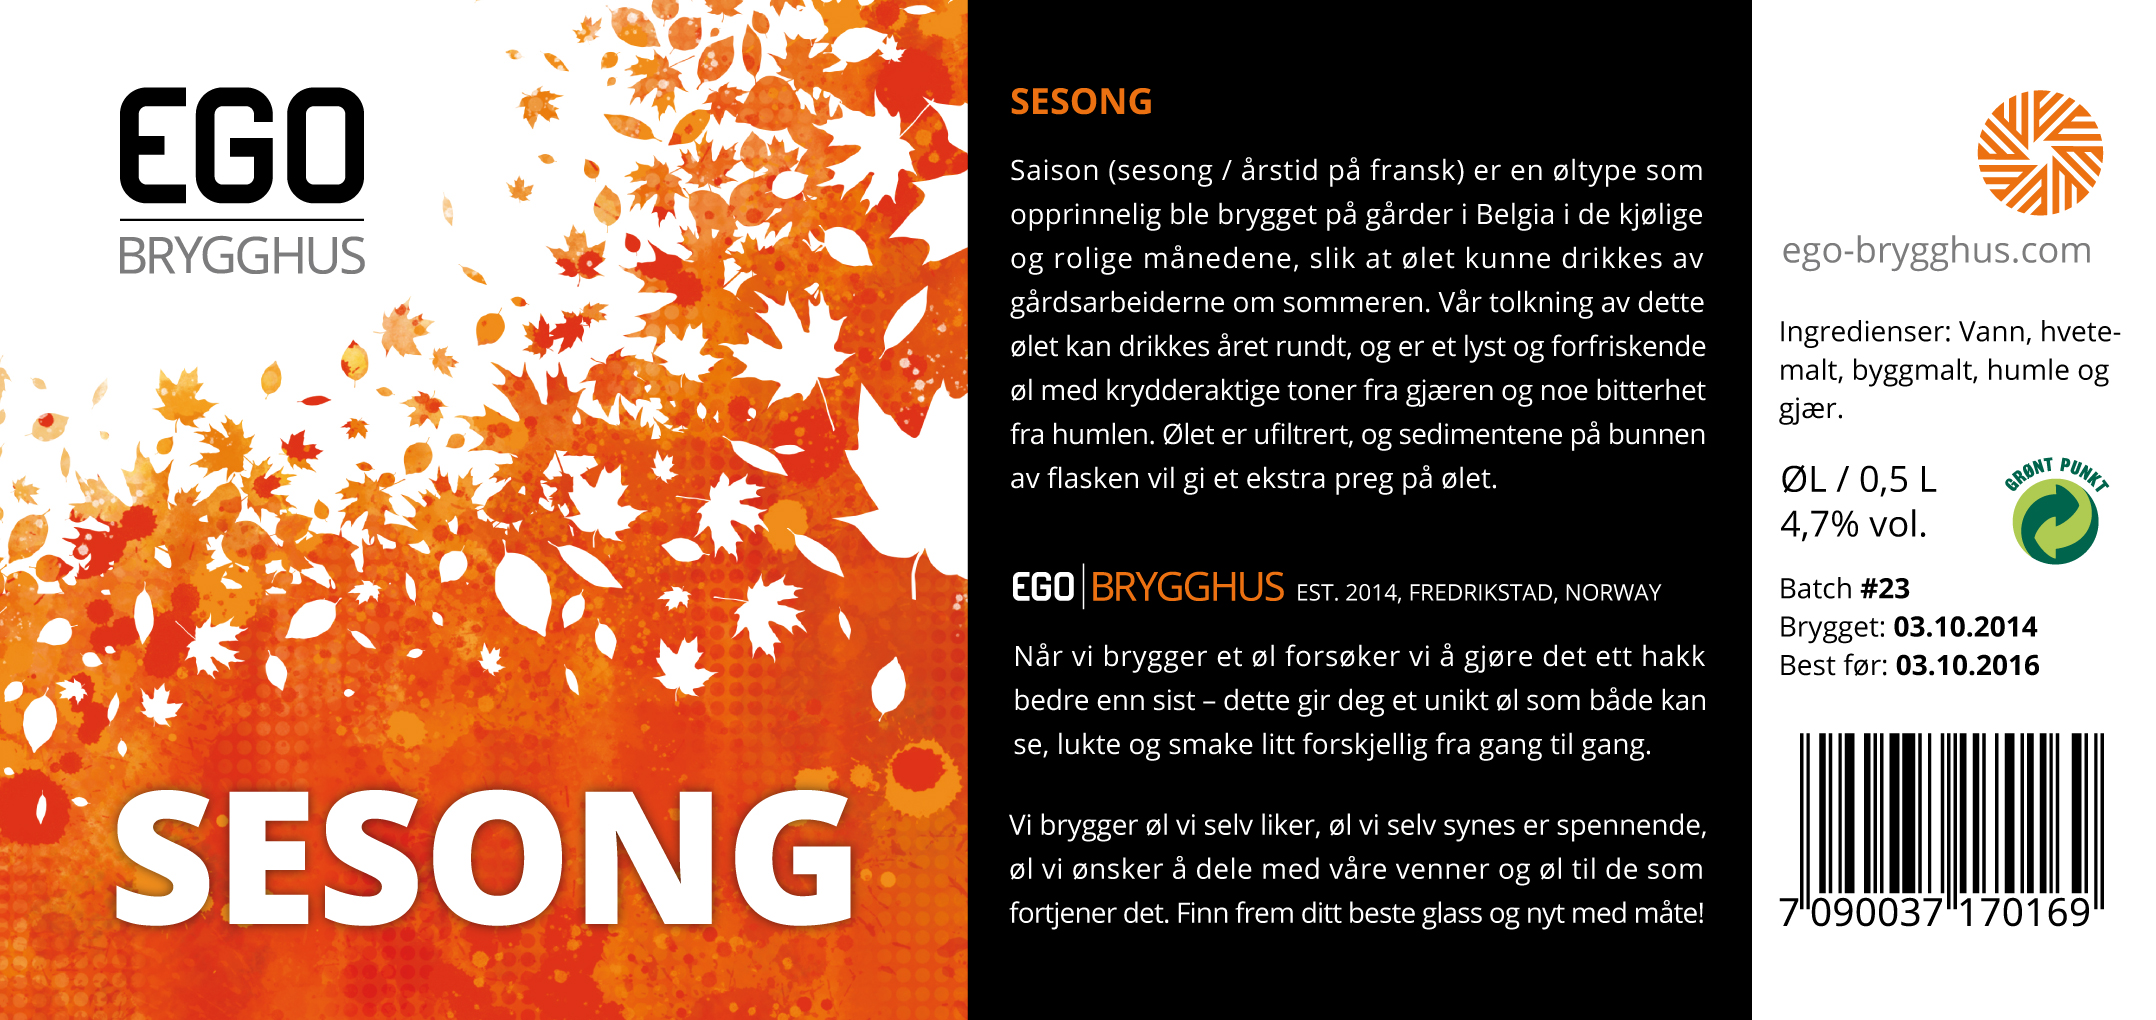 EGO
BRYGGHUS
SESONG
SESONG
Saison (sesong / årstid på fransk) er en øltype som
opprinnelig ble brygget på gårder i Belgia i de kjølige
og rolige månedene, slik at ølet kunne drikkes av
gårdsarbeiderne om sommeren. Vår tolkning av dette
ølet kan drikkes året rundt, og er et lyst og forfriskende
øl med krydderaktige toner fra gjæren og noe bitterhet
fra humlen. Ølet er ufiltrert, og sedimentene på bunnen
av flasken vil gi et ekstra preg på ølet.
EGO BRYGGHUS EST. 2014, FREDRIKSTAD, NORWAY
Når vi brygger et øl forsøker vi å gjøre det ett hakk
bedre enn sist – dette gir deg et unikt øl som både kan
se, lukte og smake litt forskjellig fra gang til gang.
Vi brygger øl vi selv liker, øl vi selv synes er spennende,
øl vi ønsker å dele med våre venner og øl til de som
fortjener det. Finn frem ditt beste glass og nyt med måte!
ego-brygghus.com
Ingredienser: Vann, hvete-
malt, byggmalt, humle og
gjær.
ØL / 0,5 L
4,7% vol.
GRØNT PUNKT
Batch #23
Brygget: 03.10.2014
Best før: 03.10.2016
7 090037 170169